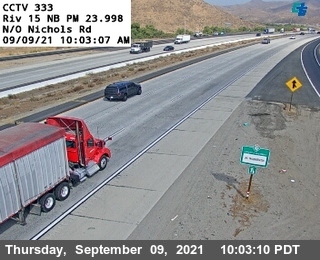 CCTV 333
Riv 15 NB PM 23.998
N/O Nichols Rd
09/09/21 10:03:07 AM
Thursday, September 09, 2021 10:03:10 PDT